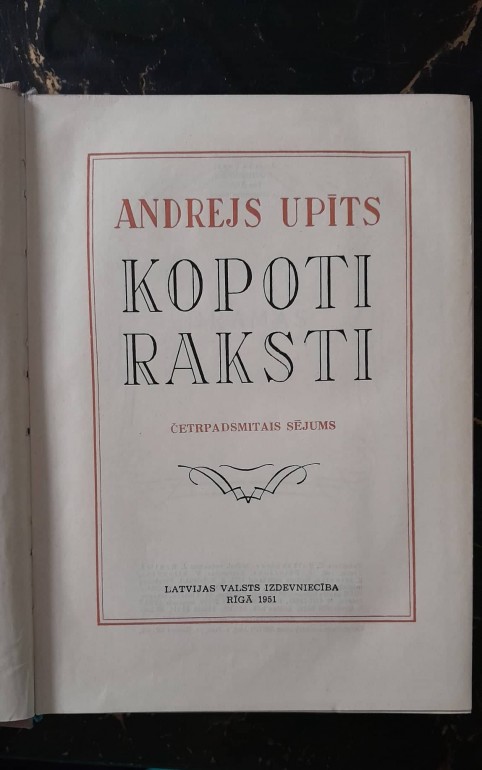 ANDREJS UPĪTS
KOPOTI
RAKSTI
ČETRPADSMITAIS SĒJUMS
LATVIJAS VALSTS IZDEVNIECĪBA
RĪGĀ 1951